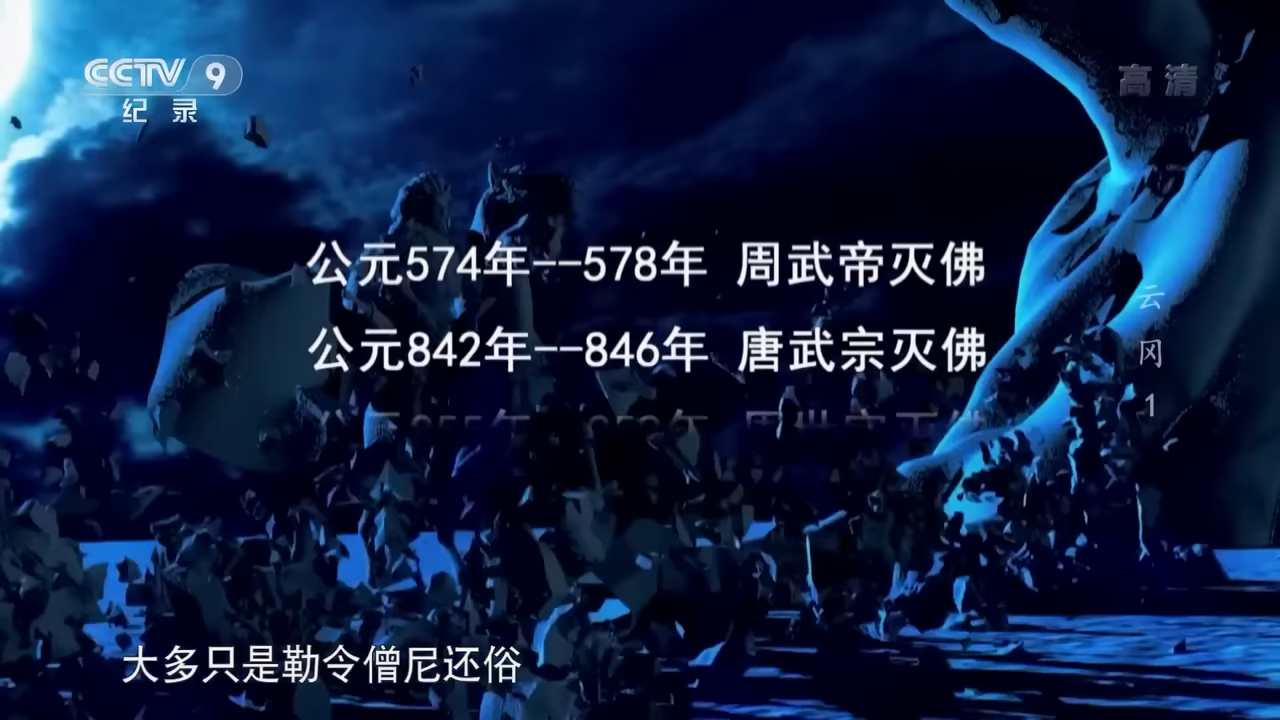 CCTV 9
纪录
高清
公元574年--578年 周武帝灭佛
公元842年--846年 唐武宗灭佛
云冈1
大多只是勒令僧尼还俗